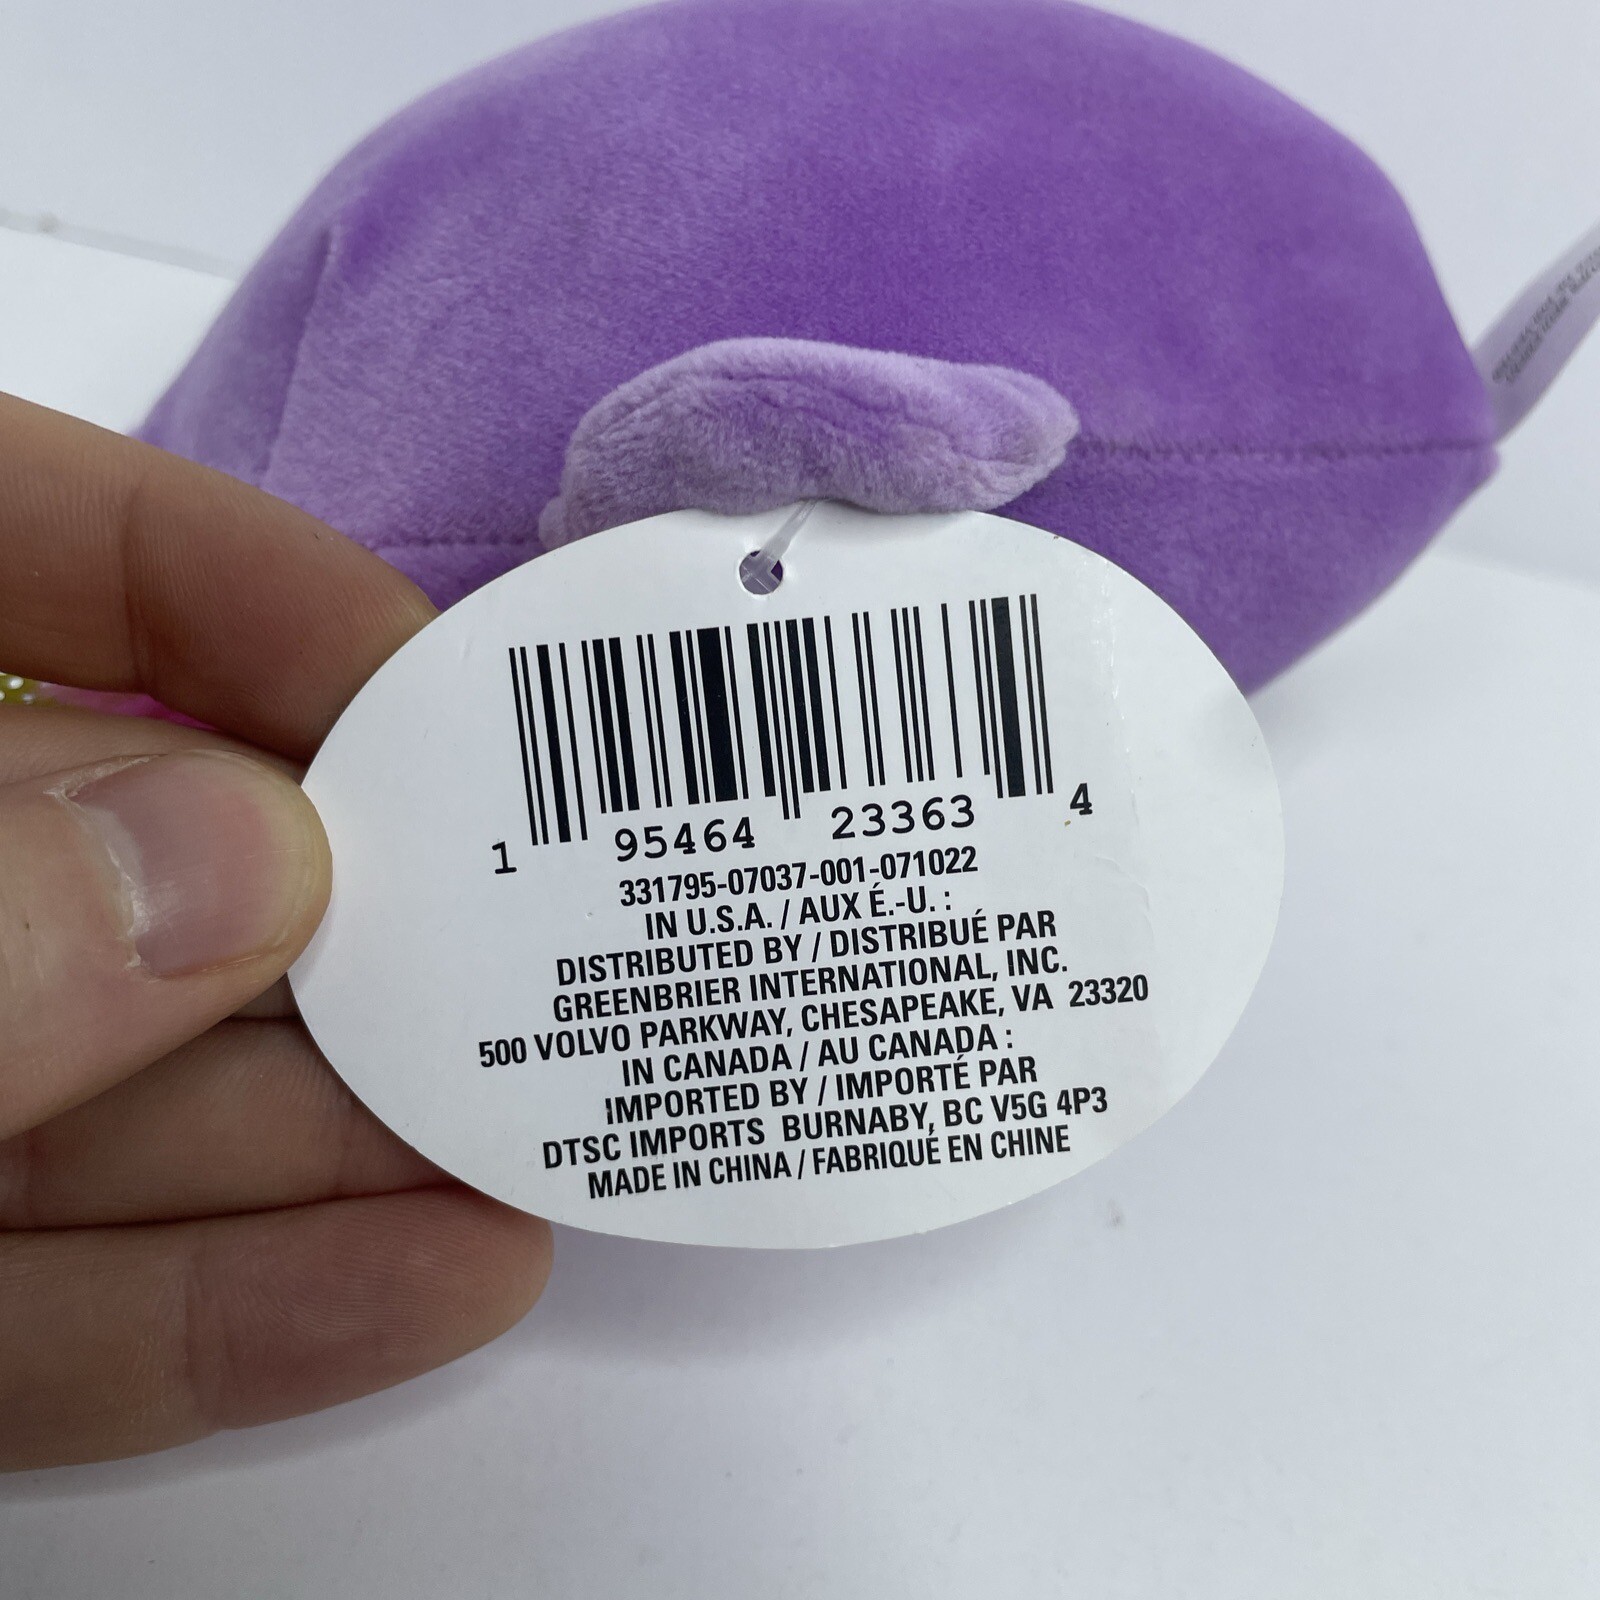 1 95464 23363 4
331795-07037-001-071022
IN U.S.A. / AUX É.-U. :
DISTRIBUTED BY / DISTRIBUÉ PAR
GREENBRIER INTERNATIONAL, INC.
500 VOLVO PARKWAY, CHESAPEAKE, VA 23320
IN CANADA / AU CANADA :
IMPORTED BY / IMPORTÉ PAR
DTSC IMPORTS BURNABY, BC V5G 4P3
MADE IN CHINA / FABRIQUÉ EN CHINE